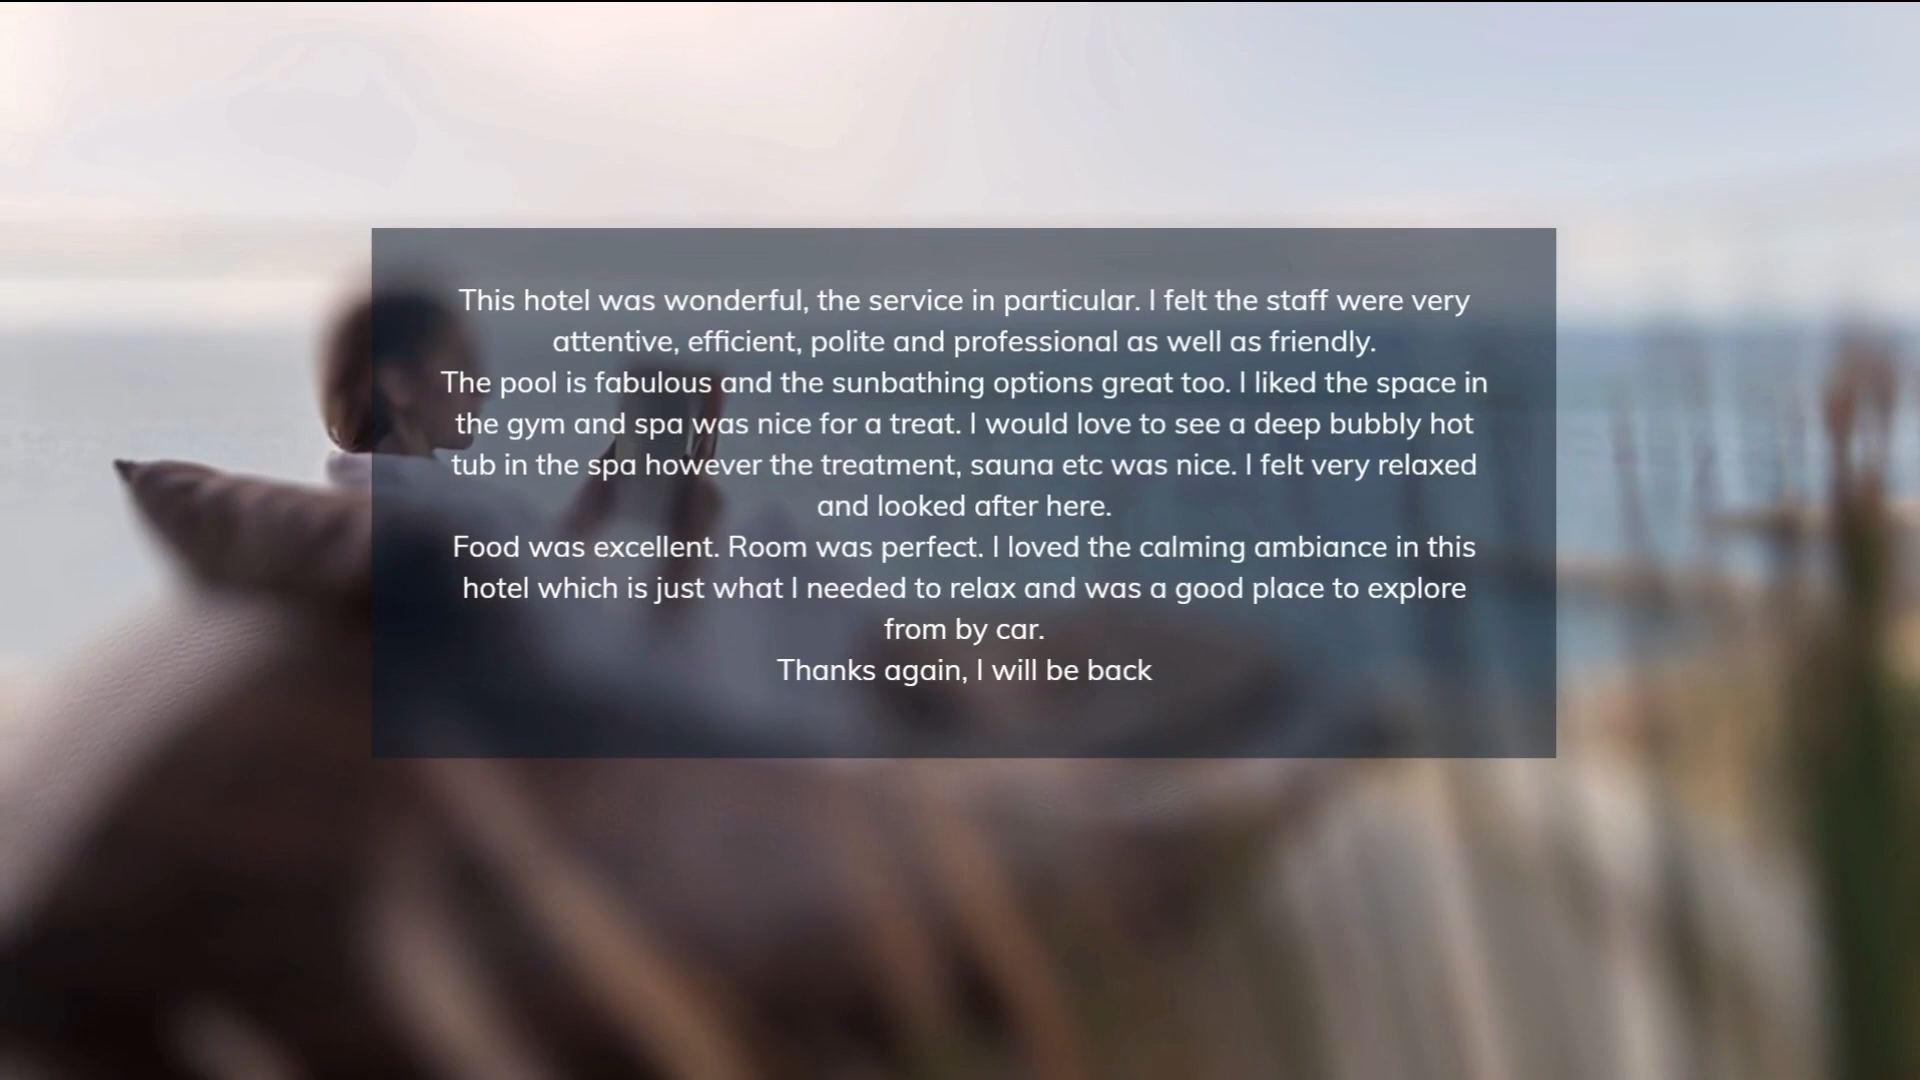 This hotel was wonderful, the service in particular. I felt the staff were very
attentive, efficient, polite and professional as well as friendly.
The pool is fabulous and the sunbathing options great too. I liked the space in
the gym and spa was nice for a treat. I would love to see a deep bubbly hot
tub in the spa however the treatment, sauna etc was nice. I felt very relaxed
and looked after here.
Food was excellent. Room was perfect. I loved the calming ambiance in this
hotel which is just what I needed to relax and was a good place to explore
from by car.
Thanks again, I will be back